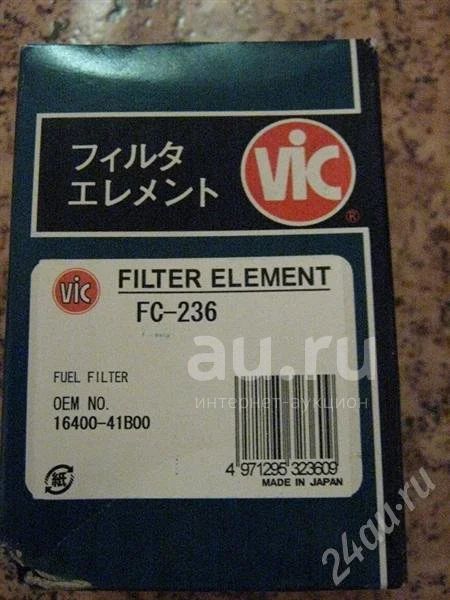 フィルタ
エレメント
ViC
®
ViC
FILTER ELEMENT
FC-236
au.ru
интернет-аукцион
FUEL FILTER
OEM NO.
16400-41B00
4 971295 323609
MADE IN JAPAN
紙
24au.ru